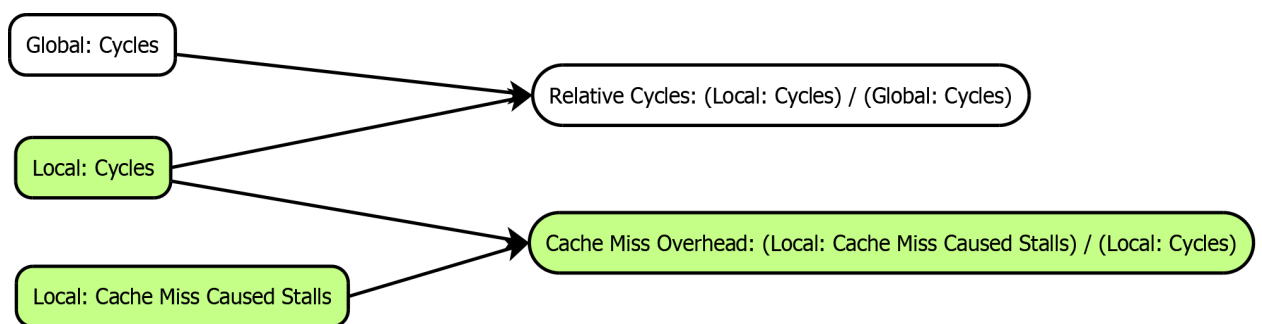 Global: Cycles
Relative Cycles: (Local: Cycles) / (Global: Cycles)
Local: Cycles
Cache Miss Overhead: (Local: Cache Miss Caused Stalls) / (Local: Cycles)
Local: Cache Miss Caused Stalls